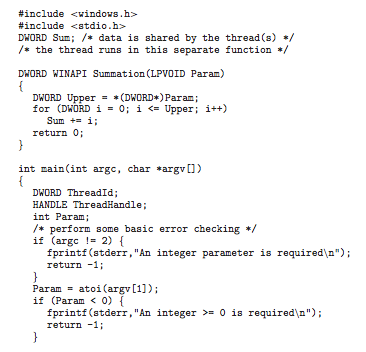 #include <windows.h>
#include <stdio.h>
DWORD Sum; /* data is shared by the thread(s) */
/* the thread runs in this separate function */
DWORD WINAPI Summation(LPVOID Param)
{
DWORD Upper = *(DWORD*)Param;
for (DWORD i = 0; i <= Upper; i++)
Sum += i;
return 0;
}
int main(int argc, char *argv[])
{
DWORD ThreadId;
HANDLE ThreadHandle;
int Param;
/* perform some basic error checking */
if (argc != 2) {
fprintf(stderr,"An integer parameter is required\n");
return -1;
}
Param = atoi(argv[1]);
if (Param < 0) {
fprintf(stderr,"An integer >= 0 is required\n");
return -1;
}